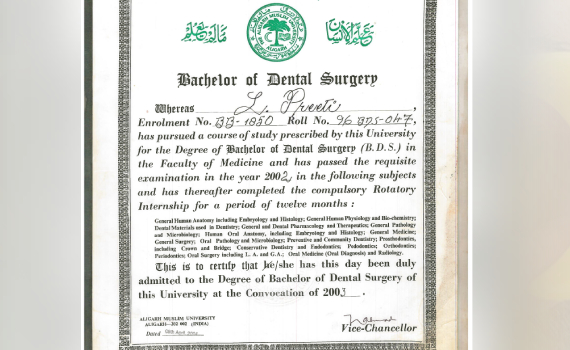 ALIGARH MUSLIM UNIVERSITY
ALIGARH
Bachelor of Dental Surgery
Whereas L. Preeti,
Enrolment No. BB-1850 Roll No. 96 BDS-047,
has pursued a course of study prescribed by this University
for the Degree of Bachelor of Dental Surgery (B.D.S.) in
the Faculty of Medicine and has passed the requisite
examination in the year 2002 in the following subjects
and has thereafter completed the compulsory Rotatory
Internship for a period of twelve months :
General Human Anatomy including Embryology and Histology; General Human Physiology and Bio-chemistry;
Dental Materials used in Dentistry; General and Dental Pharmacology and Therapeutics; General Pathology
and Microbiology; Human Oral Anatomy, including Embryology and Histology; General Medicine;
General Surgery; Oral Pathology and Microbiology; Preventive and Community Dentistry; Prosthodontics,
including Crown and Bridge; Conservative Dentistry and Endodontics; Pedodontics; Orthodontics;
Periodontics; Oral Surgery including L. A. and G.A.; Oral Medicine (Oral Diagnosis) and Radiology.
This is to certify that he/she has this day been duly
admitted to the Degree of Bachelor of Dental Surgery of
this University at the Convocation of 2003.
ALIGARH MUSLIM UNIVERSITY
ALIGARH—202 002 (INDIA)
Dated
Vice-Chancellor